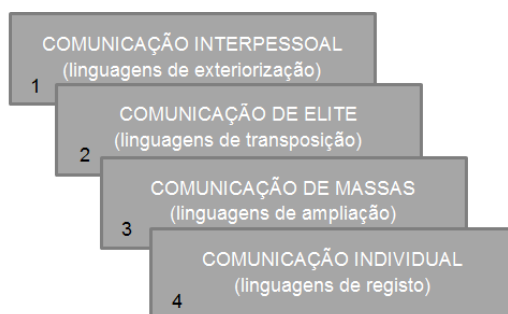 COMUNICAÇÃO INTERPESSOAL
(linguagens de exteriorização)
1
COMUNICAÇÃO DE ELITE
(linguagens de transposição)
2
COMUNICAÇÃO DE MASSAS
(linguagens de ampliação)
3
COMUNICAÇÃO INDIVIDUAL
(linguagens de registo)
4